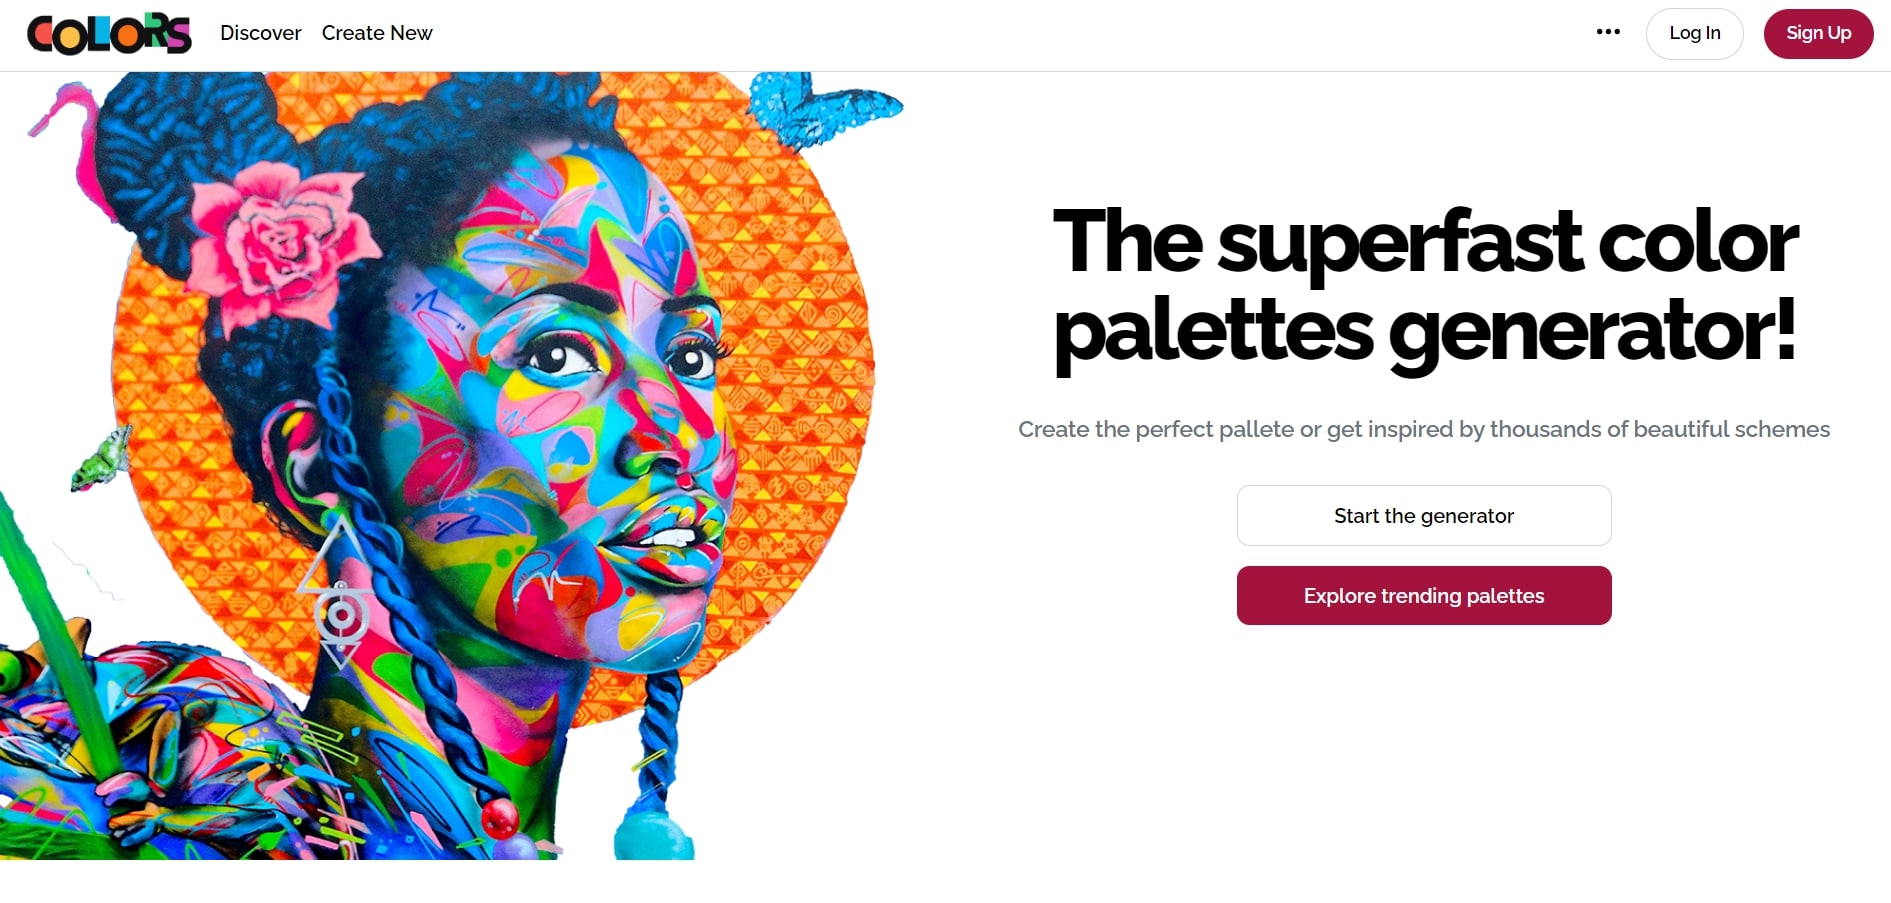 COLORS
Discover
Create New
Log In
Sign Up
The superfast color
palettes generator!
Create the perfect pallete or get inspired by thousands of beautiful schemes
Start the generator
Explore trending palettes